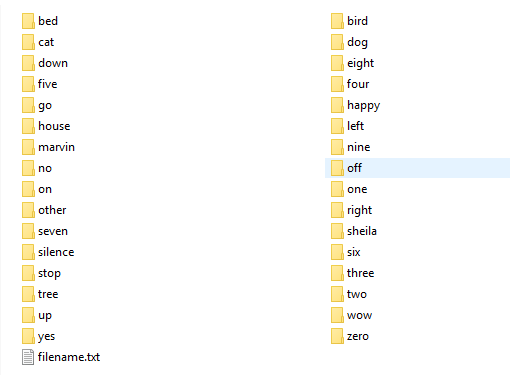 bed
bird
cat
dog
down
eight
five
four
go
happy
house
left
marvin
nine
no
off
on
one
other
right
seven
sheila
silence
six
stop
three
tree
two
up
wow
yes
zero
filename.txt